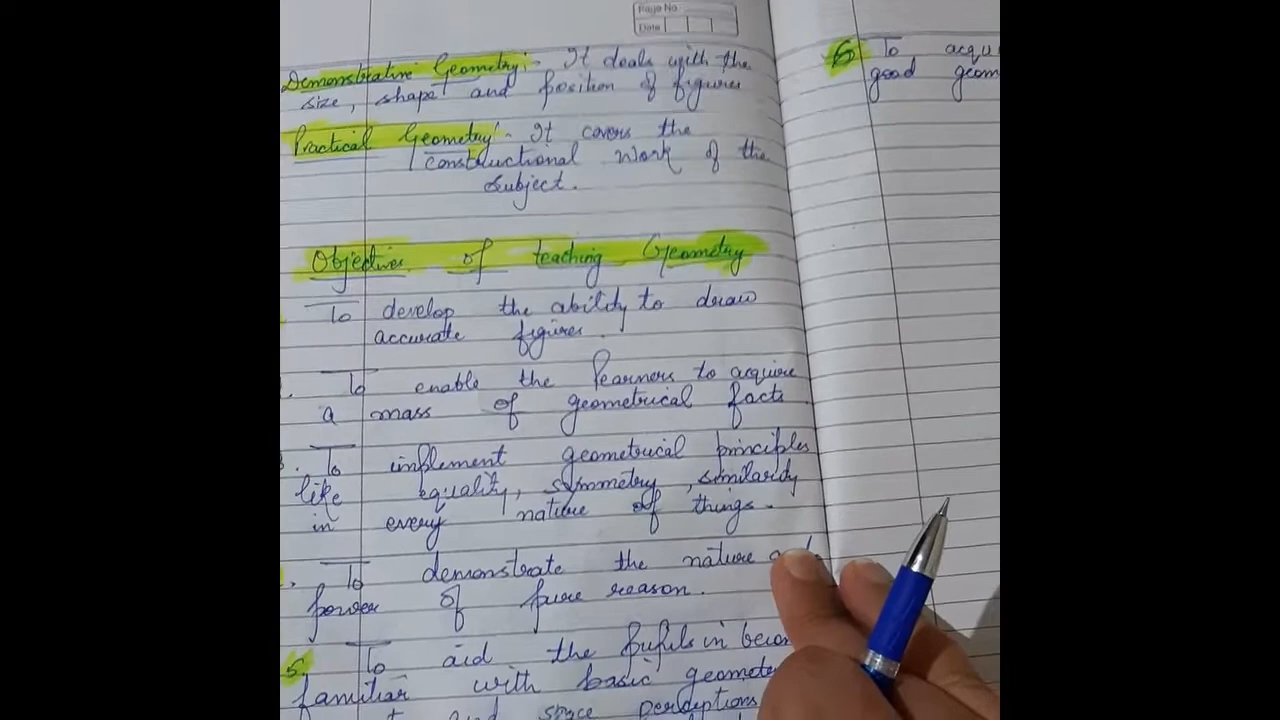 Page No.
Date
Demonstrative Geometry:- It deals with the
size, shape and position of figures
Practical Geometry:- It covers the
constructional work of the
subject.
Objectives of teaching Geometry
To develop the ability to draw
accurate figures.
To enable the learners to acquire
a mass of geometrical facts
3. To implement geometrical principles
like equality, symmetry, similarity
in every nature of things.
To demonstrate the nature
power of pure reason.
5. To aid the pupils in
familiar with basic
and space perceptions
6 To
good